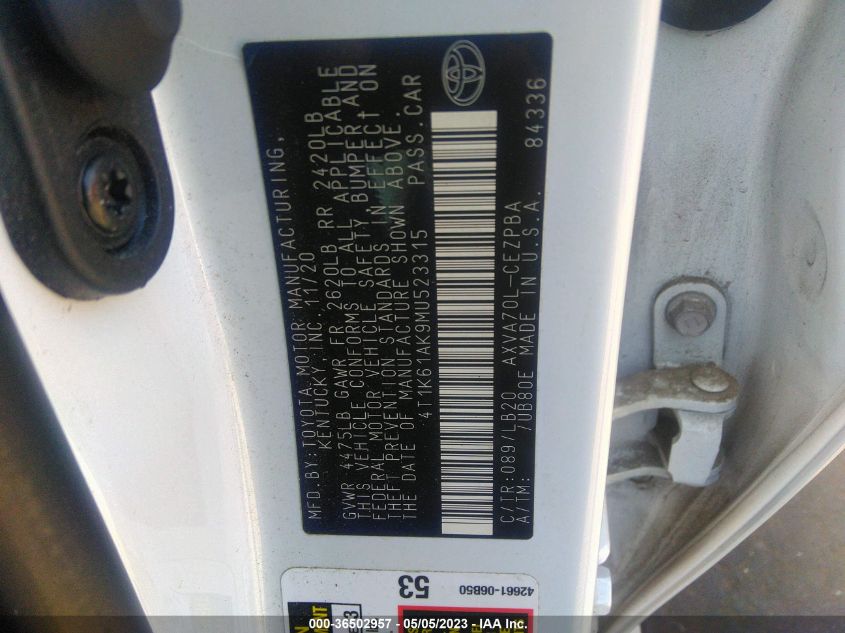 MFD. BY: TOYOTA MOTOR MANUFACTURING,
KENTUCKY, INC. 11/20
GVWR 4475LB GAWR FR 2620LB RR 2420LB
THIS VEHICLE CONFORMS TO ALL APPLICABLE
FEDERAL MOTOR VEHICLE SAFETY, BUMPER, AND
THEFT PREVENTION STANDARDS IN EFFECT ON
THE DATE OF MANUFACTURE SHOWN ABOVE.
4T1K61AK9MU523315 PASS. CAR
C/TR:089/LB20 AXVA70L-CEZPBA
A/TM: /UB80E MADE IN U.S.A. 84336
53
42661-06B50
000-36502957 - 05/05/2023 - IAA Inc.